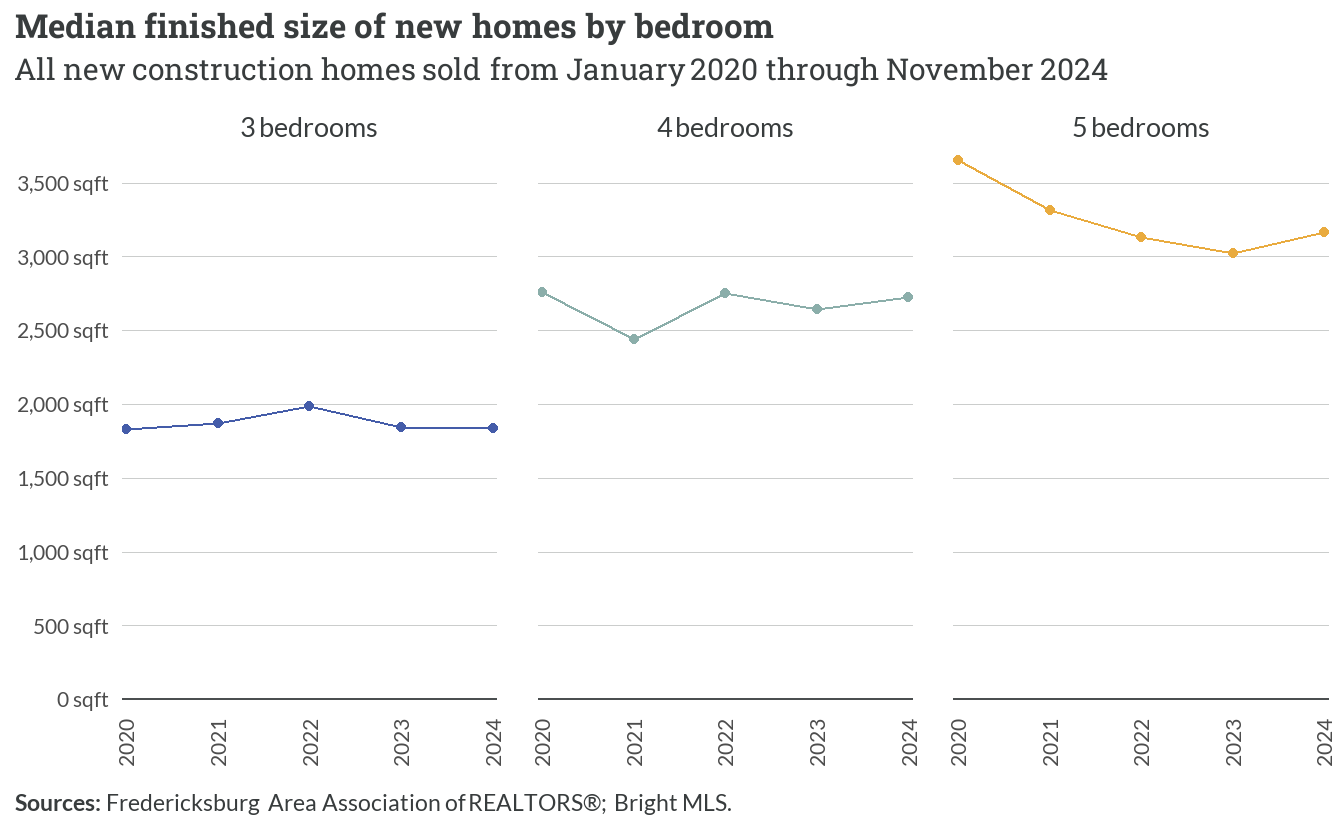 Median finished size of new homes by bedroom
All new construction homes sold from January 2020 through November 2024
3 bedrooms 4 bedrooms 5 bedrooms
3,500 sqft
3,000 sqft
2,500 sqft
2,000 sqft
1,500 sqft
1,000 sqft
500 sqft
0 sqft
2020 2021 2022 2023 2024 2020 2021 2022 2023 2024 2020 2021 2022 2023 2024
Sources: Fredericksburg Area Association of REALTORS®; Bright MLS.